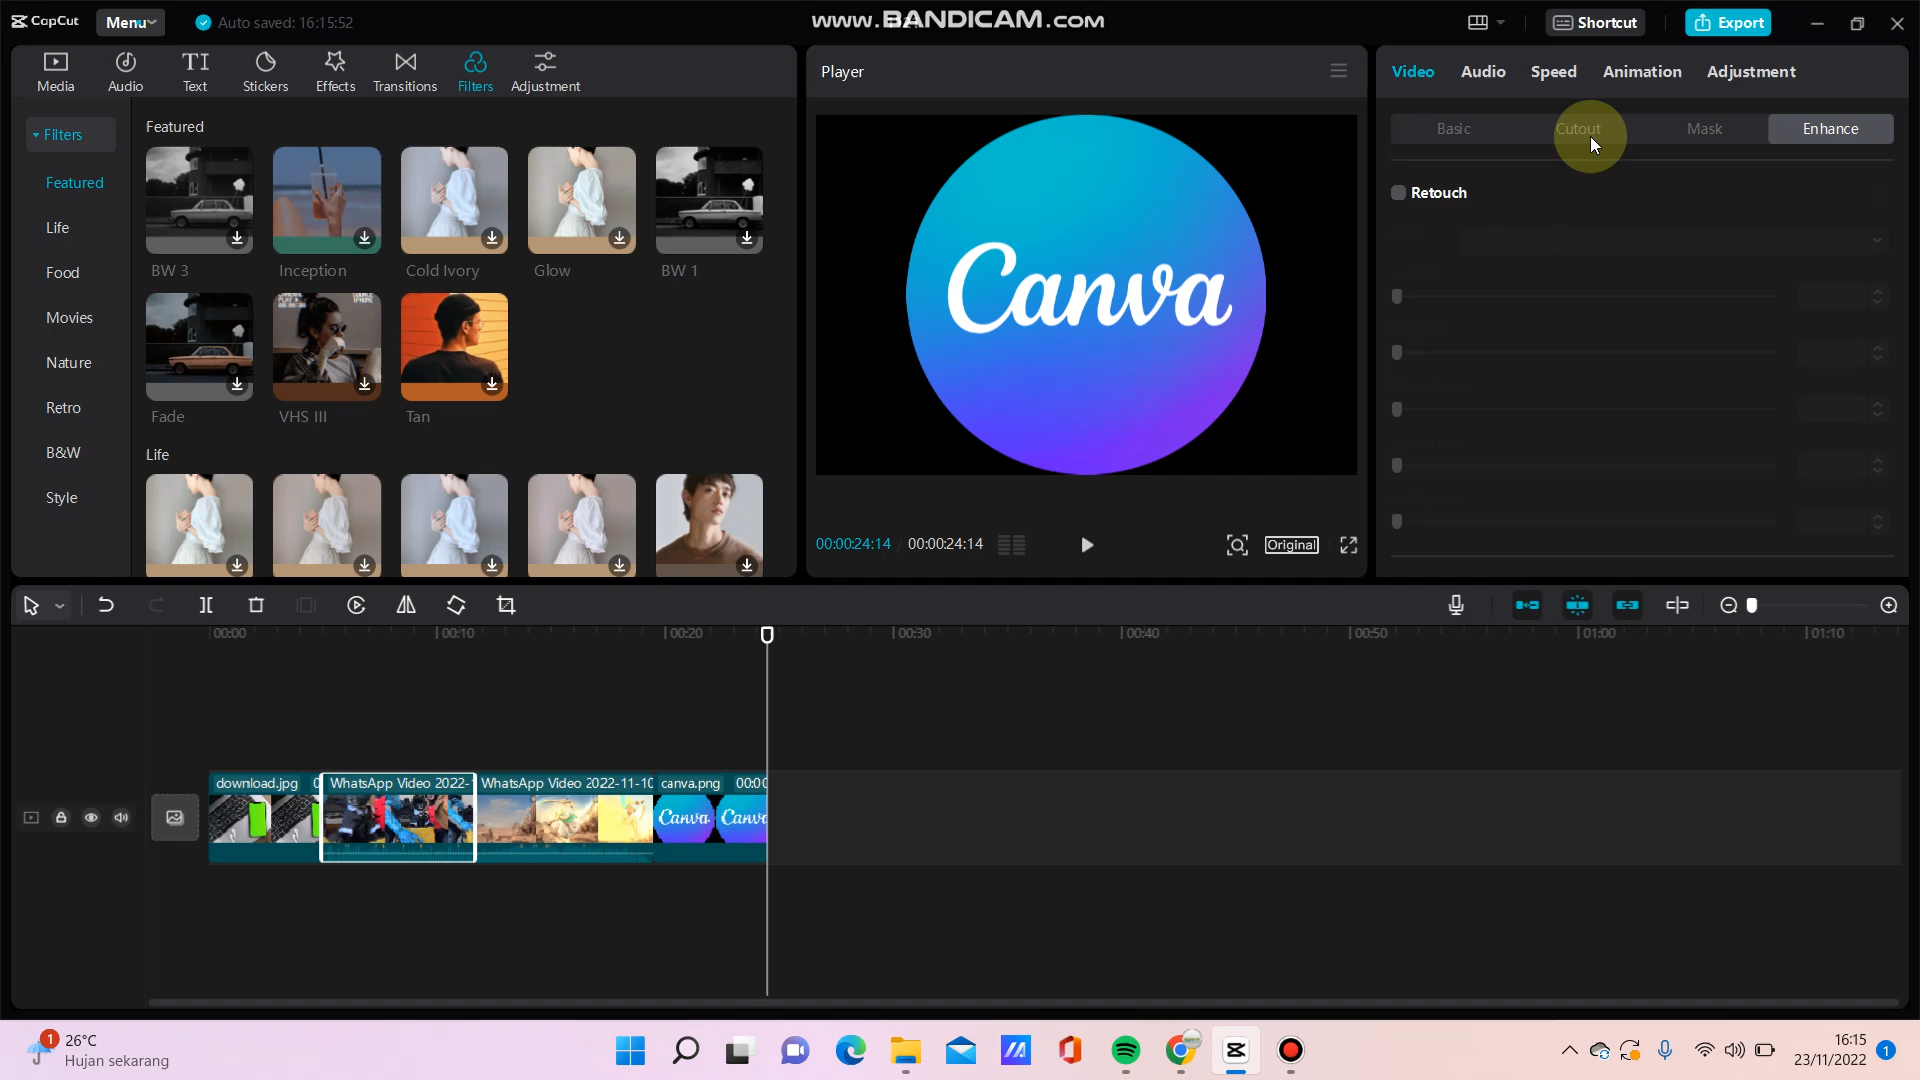 CapCut
Menu
Auto saved: 16:15:52
www.BANDICAM.com
Shortcut
Export
Media
Audio
Text
Stickers
Effects
Transitions
Filters
Adjustment
Filters
Featured
Life
Food
Movies
Nature
Retro
B&W
Style
Featured
BW 3
Inception
Cold Ivory
Glow
BW 1
Fade
VHS III
Tan
Life
Player
Canva
00:00:24:14
00:00:24:14
Original
Video
Audio
Speed
Animation
Adjustment
Basic
Cutout
Mask
Enhance
Retouch
00:00
00:10
00:20
00:30
00:40
00:50
01:00
01:10
download.jpg
WhatsApp Video 2022-
WhatsApp Video 2022-11-10
canva.png
00:00
Canva
Canva
1
26°C
Hujan sekarang
16:15
23/11/2022
1